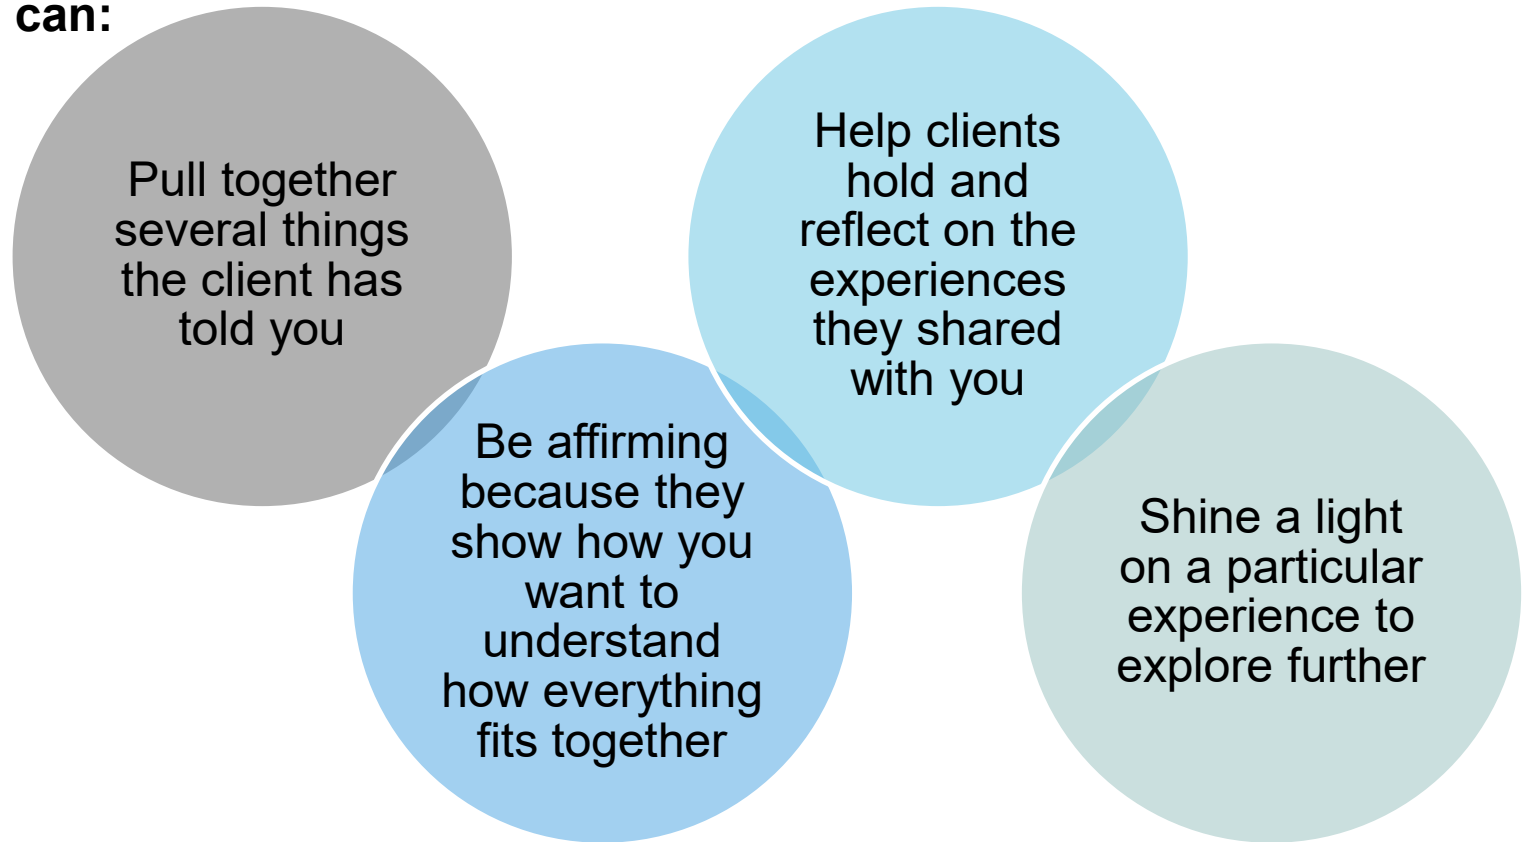 can:
Pull together
several things
the client has
told you
Be affirming
because they
show how you
want to
understand
how everything
fits together
Help clients
hold and
reflect on the
experiences
they shared
with you
Shine a light
on a particular
experience to
explore further